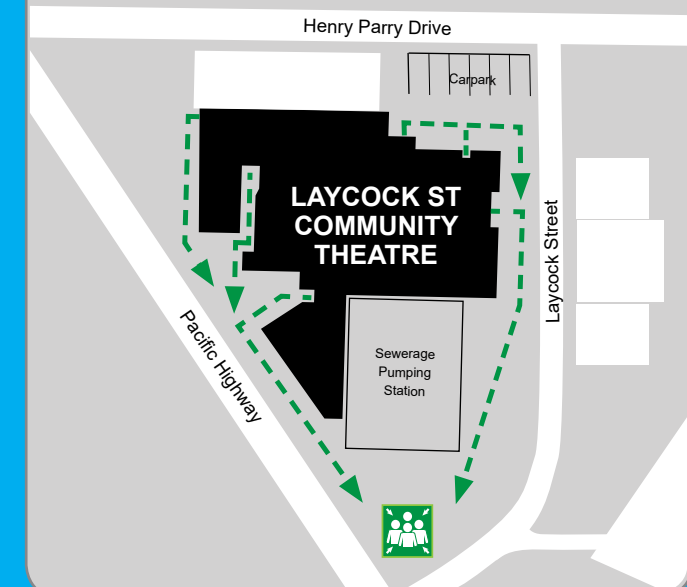 Henry Parry Drive
Carpark
LAYCOCK ST
COMMUNITY
THEATRE
Laycock Street
Pacific Highway
Sewerage
Pumping
Station